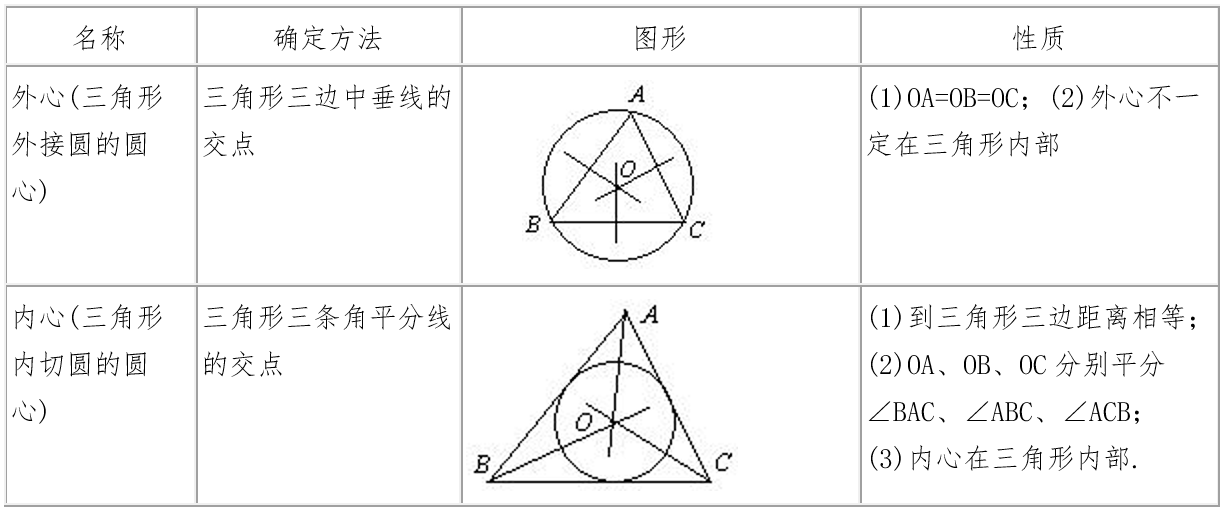 名称 确定方法 图形 性质
外心(三角形
外接圆的圆
心)
三角形三边中垂线的
交点
A
O
B
C
(1)OA=OB=OC；(2)外心不一
定在三角形内部
内心(三角形
内切圆的圆
心)
三角形三条角平分线
的交点
A
O
B
C
(1)到三角形三边距离相等；
(2)OA、OB、OC分别平分
∠BAC、∠ABC、∠ACB；
(3)内心在三角形内部.